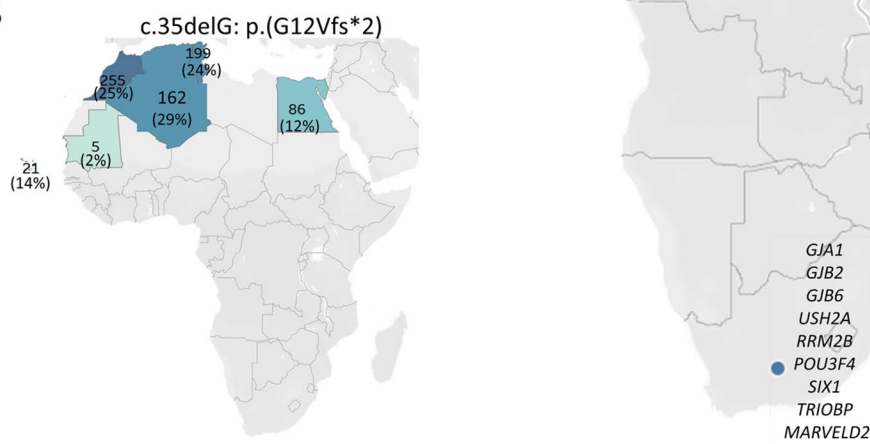 c.35delG: p.(G12Vfs*2)
199
(24%)
255
(25%)
162
(29%)
86
(12%)
5
(2%)
21
(14%)
GJA1
GJB2
GJB6
USH2A
RRM2B
POU3F4
SIX1
TRIOBP
MARVELD2